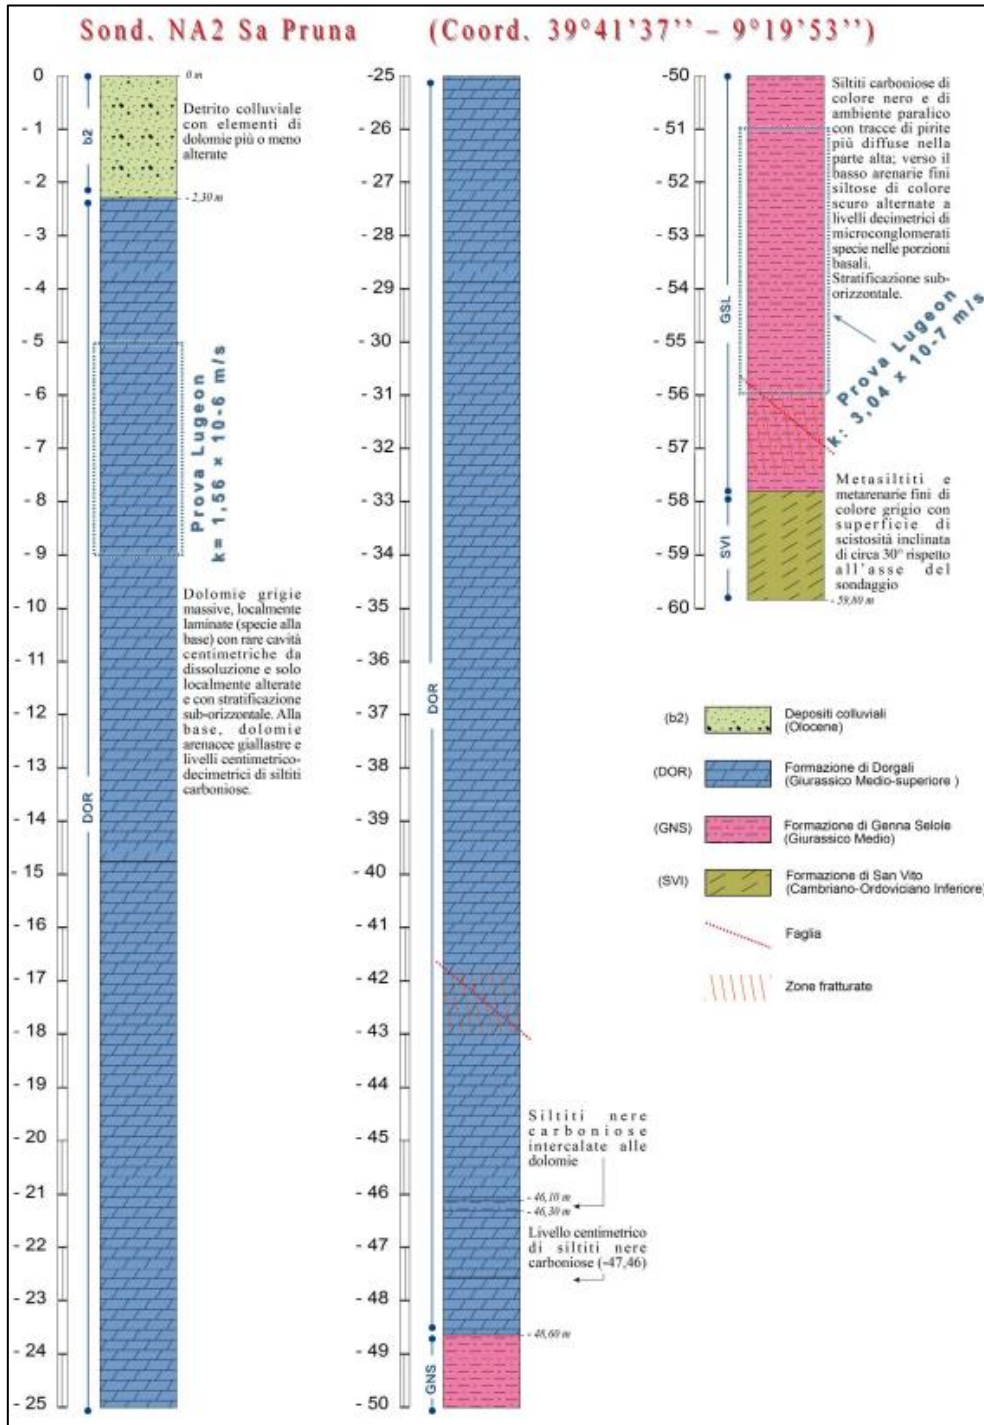 Sond. NA2 Sa Pruna (Coord. 39°41'37'' – 9°19'53'')
0
- 1
- 2
- 3
- 4
- 5
- 6
- 7
- 8
- 9
- 10
- 11
- 12
- 13
- 14
- 15
- 16
- 17
- 18
- 19
- 20
- 21
- 22
- 23
- 24
- 25
b2
DOR
0 m
Detrito colluviale
con elementi di
dolomie più o meno
alterate
- 2,30 m
Prova Lugeon
k= 1,56 × 10-6 m/s
Dolomie grigie
massive, localmente
laminate (specie alla
base) con rare cavità
centimetriche da
dissoluzione e solo
localmente alterate
e con stratificazione
sub-orizzontale. Alla
base, dolomie
arenacee giallastre e
livelli centimetrico-
decimetrici di siltiti
carboniose.
-25
- 26
- 27
- 28
- 29
- 30
- 31
- 32
- 33
- 34
- 35
- 36
- 37
- 38
- 39
- 40
- 41
- 42
- 43
- 44
- 45
- 46
- 47
- 48
- 49
- 50
DOR
GNS
Siltiti nere
carboniose
intercalate alle
dolomie
- 46,10 m
- 46,30 m
Livello centimetrico
di siltiti nere
carboniose (-47,46)
- 48,60 m
-50
- 51
- 52
- 53
- 54
- 55
- 56
- 57
- 58
- 59
- 60
GSL
SVI
Siltiti carboniose di
colore nero e di
ambiente paralico
con tracce di pirite
più diffuse nella
parte alta; verso il
basso arenarie fini
siltose di colore
scuro alternate a
livelli decimetrici di
microconglomerati
specie nelle porzioni
basali.
Stratificazione sub-
orizzontale.
Prova Lugeon
k: 3,04 x 10-7 m/s
Metasiltiti e
metarenarie fini di
colore grigio con
superficie di
scistosità inclinata
di circa 30° rispetto
all'asse del
sondaggio
- 59,80 m
(b2) Depositi colluviali
(Olocene)
(DOR) Formazione di Dorgali
(Giurassico Medio-superiore )
(GNS) Formazione di Genna Selole
(Giurassico Medio)
(SVI) Formazione di San Vito
(Cambriano-Ordoviciano Inferiore)
Faglia
Zone fratturate